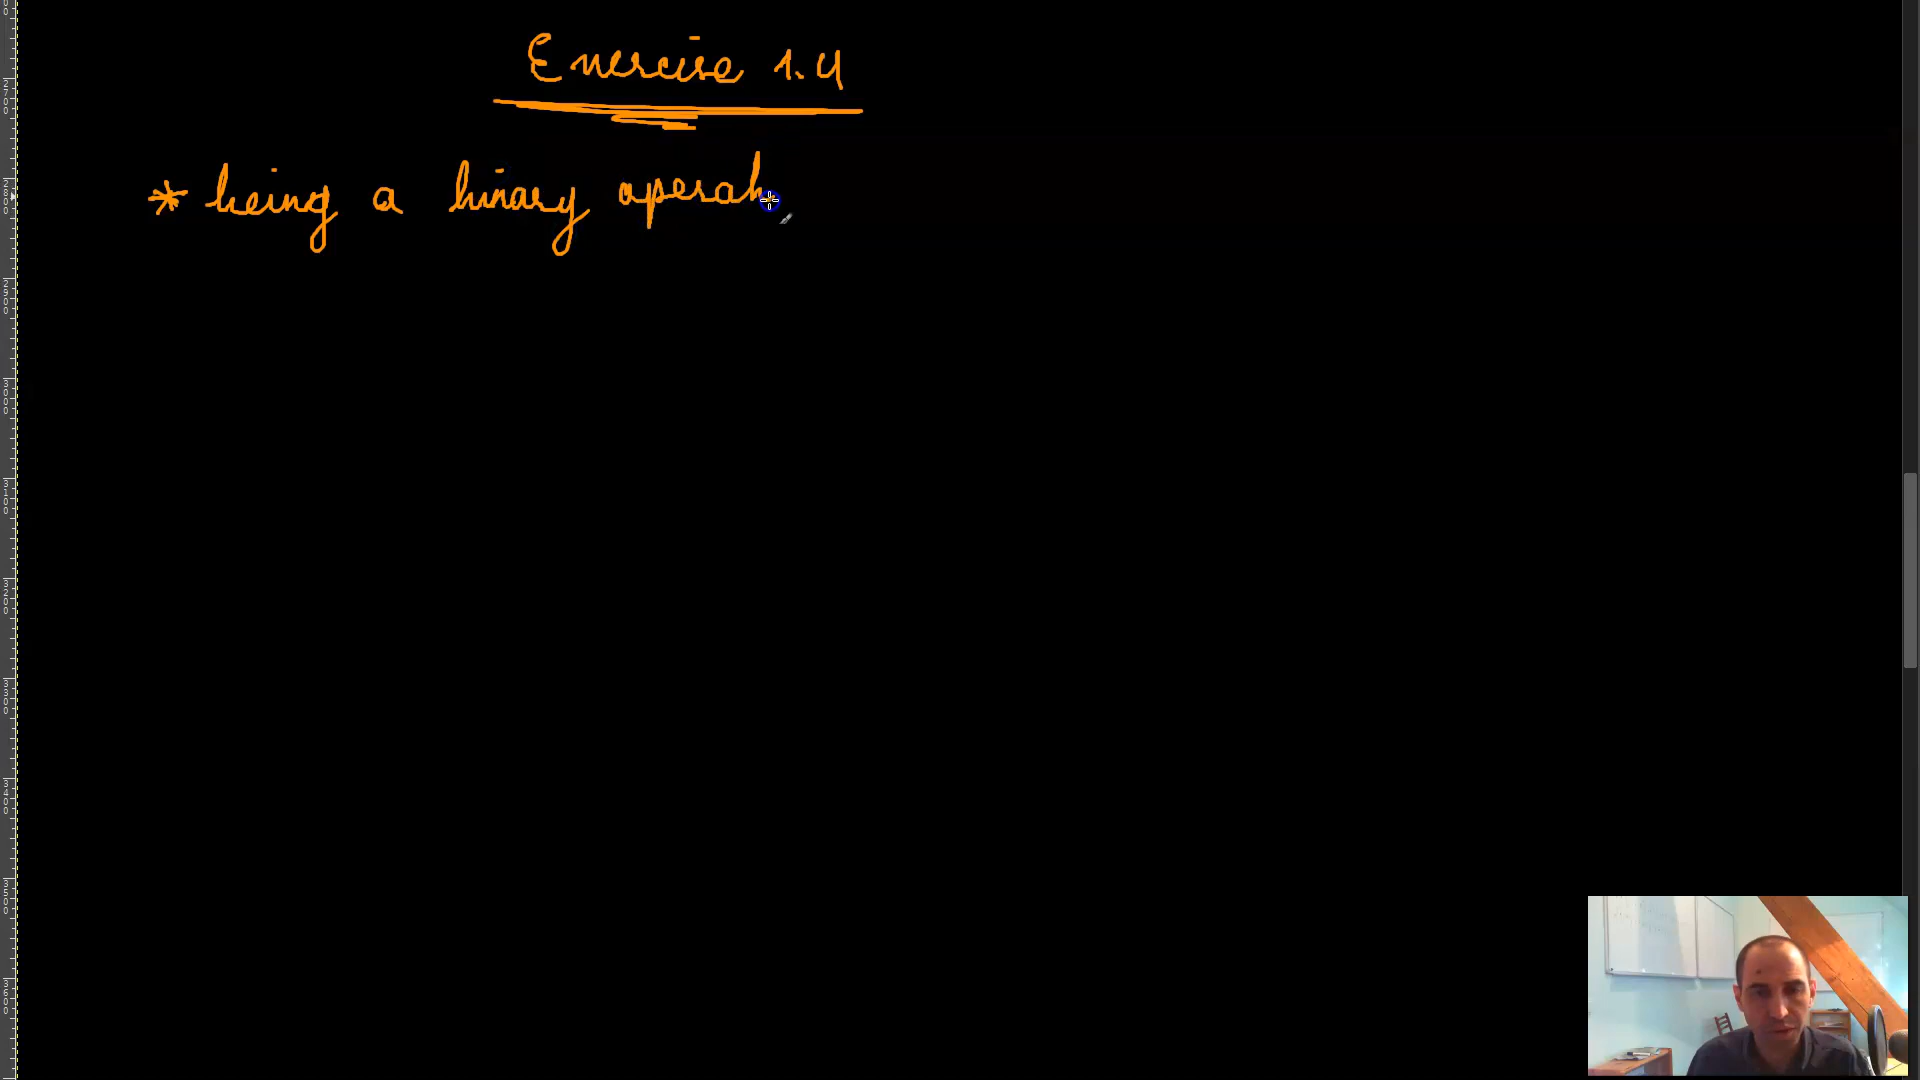 Exercise 1.4
* being a binary operat